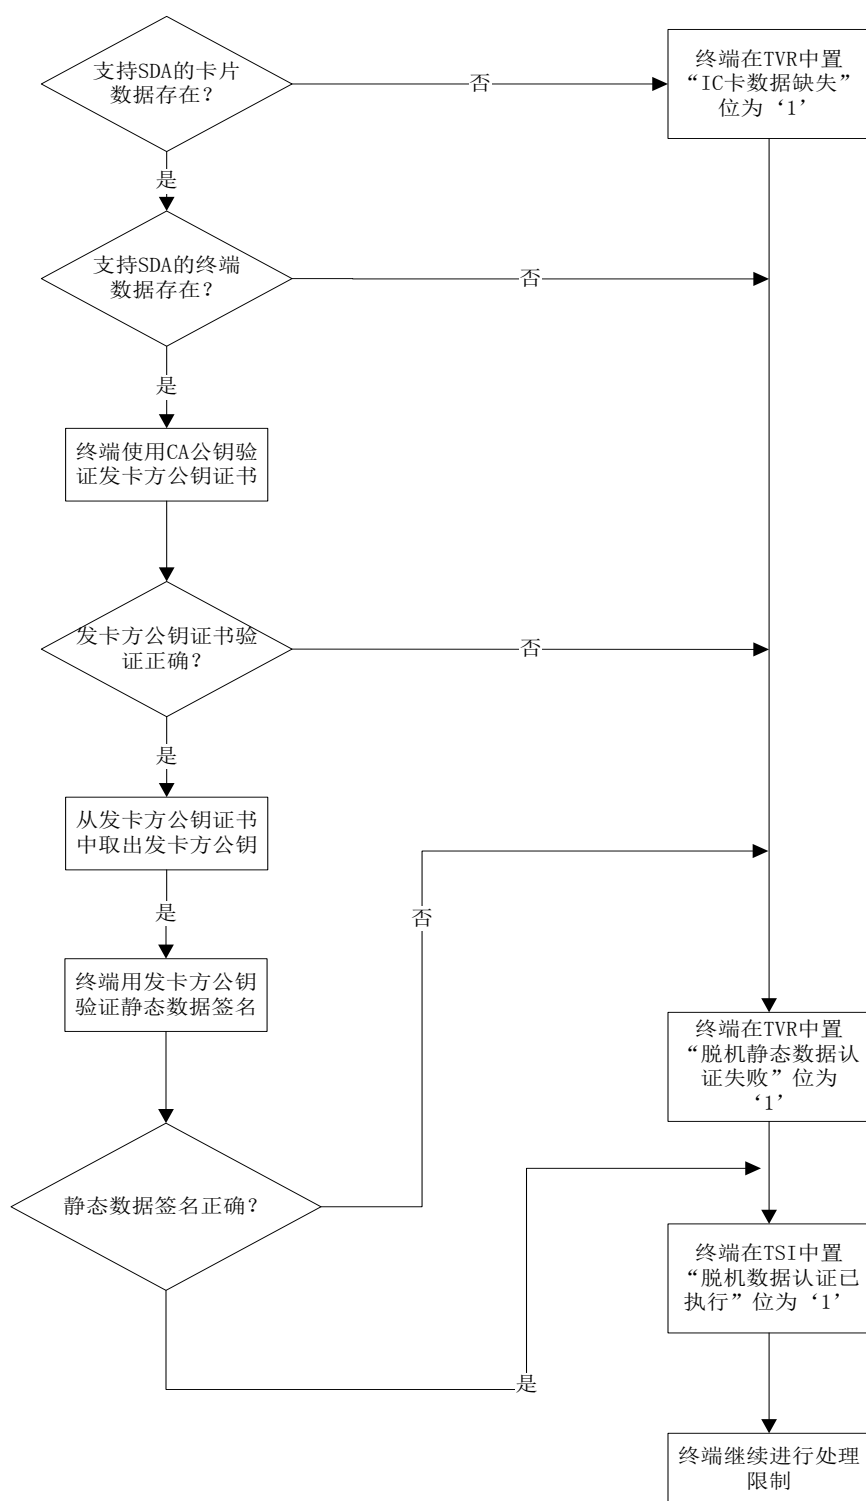 支持SDA的卡片
数据存在？
否
终端在TVR中置
“IC卡数据缺失”
位为‘1’
是
支持SDA的终端
数据存在？
否
是
终端使用CA公钥验
证发卡方公钥证书
发卡方公钥证书验
证正确？
否
是
从发卡方公钥证书
中取出发卡方公钥
是
否
终端用发卡方公钥
验证静态数据签名
终端在TVR中置
“脱机静态数据认
证失败”位为
‘1’
静态数据签名正确？
终端在TSI中置
“脱机数据认证已
执行”位为‘1’
是
终端继续进行处理
限制